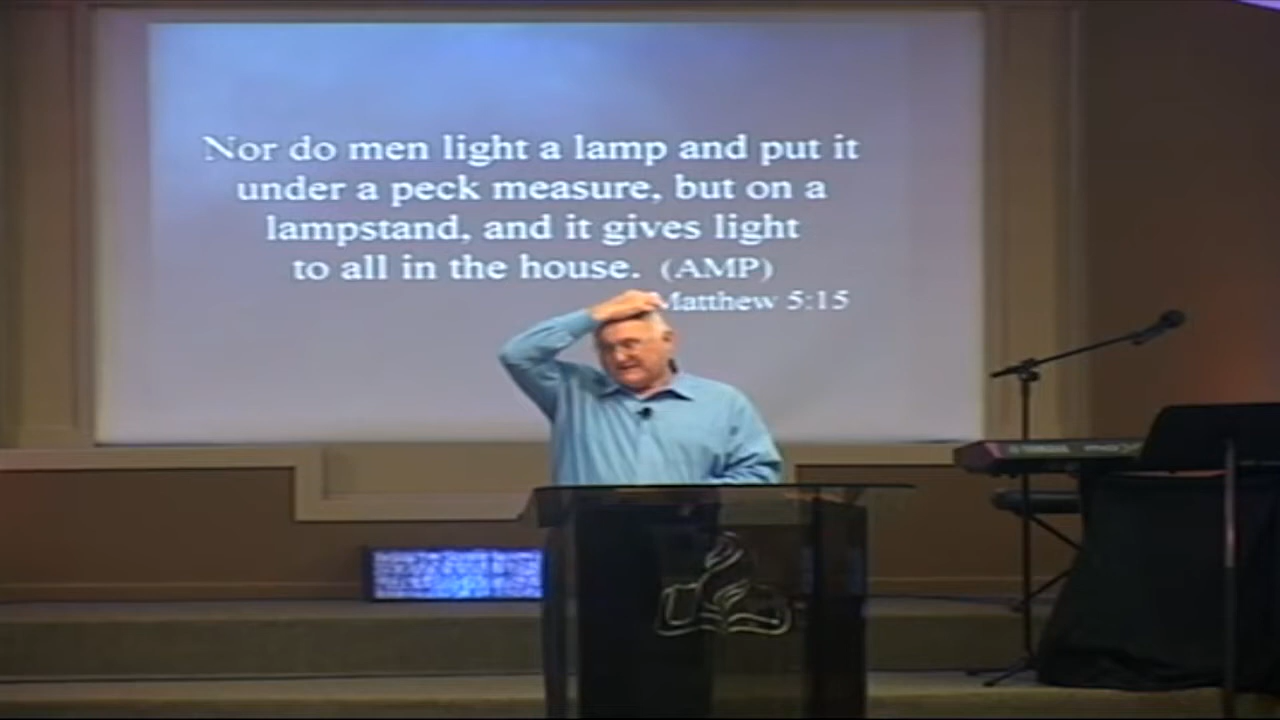 Nor do men light a lamp and put it
under a peck measure, but on a
lampstand, and it gives light
to all in the house. (AMP)
Matthew 5:15